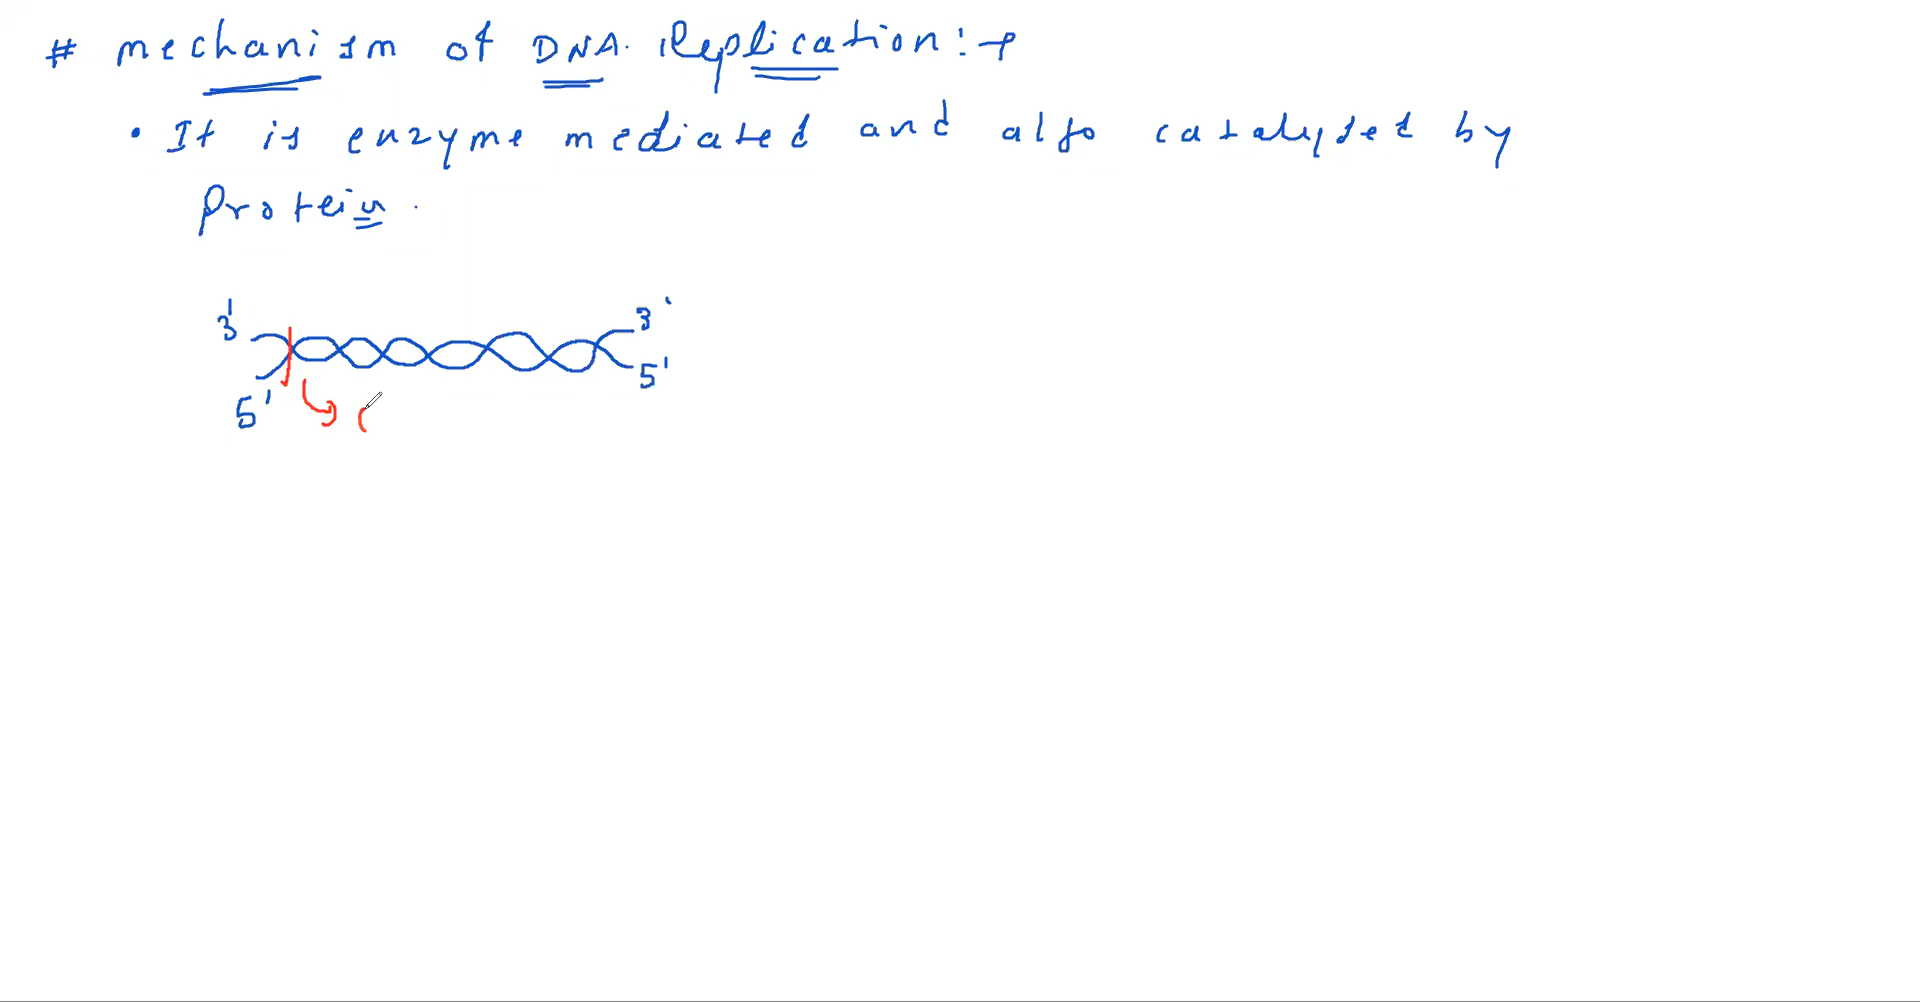 # mechanism of DNA Replication:→
• It is enzyme mediated and also catalysed by
protein.
3' 3'
5' 5'